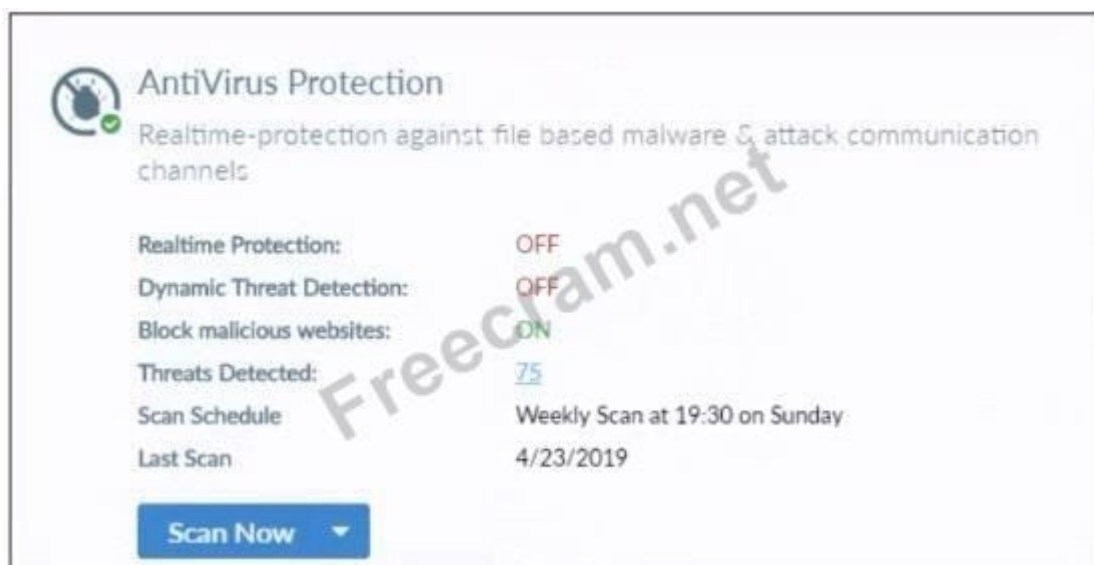 AntiVirus Protection
Realtime-protection against file based malware & attack communication
channels
Realtime Protection: OFF
Dynamic Threat Detection: OFF
Block malicious websites: ON
Threats Detected: 75
Scan Schedule Weekly Scan at 19:30 on Sunday
Last Scan 4/23/2019
Scan Now
Freecram.net